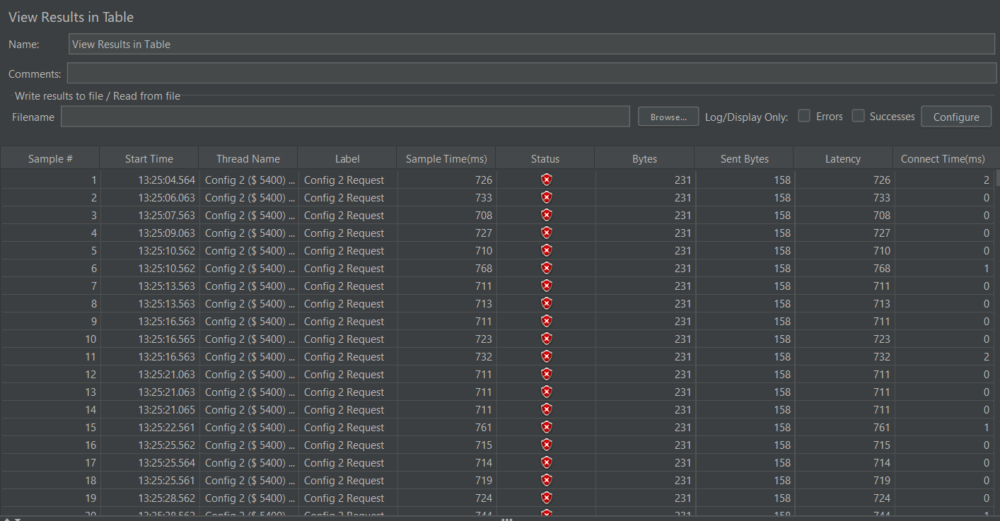 View Results in Table
Name: View Results in Table
Comments:
Write results to file / Read from file
Filename Browse... Log/Display Only: Errors Successes Configure
Sample # Start Time Thread Name Label Sample Time(ms) Status Bytes Sent Bytes Latency Connect Time(ms)
1 13:25:04.564 Config 2 ($ 5400) ... Config 2 Request 726 231 158 726 2
2 13:25:06.063 Config 2 ($ 5400) ... Config 2 Request 733 231 158 733 0
3 13:25:07.563 Config 2 ($ 5400) ... Config 2 Request 708 231 158 708 0
4 13:25:09.063 Config 2 ($ 5400) ... Config 2 Request 727 231 158 727 0
5 13:25:10.562 Config 2 ($ 5400) ... Config 2 Request 710 231 158 710 0
6 13:25:10.562 Config 2 ($ 5400) ... Config 2 Request 768 231 158 768 1
7 13:25:13.563 Config 2 ($ 5400) ... Config 2 Request 711 231 158 711 0
8 13:25:13.563 Config 2 ($ 5400) ... Config 2 Request 713 231 158 713 0
9 13:25:16.563 Config 2 ($ 5400) ... Config 2 Request 711 231 158 711 0
10 13:25:16.565 Config 2 ($ 5400) ... Config 2 Request 723 231 158 723 0
11 13:25:16.563 Config 2 ($ 5400) ... Config 2 Request 732 231 158 732 2
12 13:25:21.063 Config 2 ($ 5400) ... Config 2 Request 711 231 158 711 0
13 13:25:21.063 Config 2 ($ 5400) ... Config 2 Request 711 231 158 711 0
14 13:25:21.065 Config 2 ($ 5400) ... Config 2 Request 711 231 158 711 0
15 13:25:22.561 Config 2 ($ 5400) ... Config 2 Request 761 231 158 761 1
16 13:25:25.562 Config 2 ($ 5400) ... Config 2 Request 715 231 158 715 0
17 13:25:25.564 Config 2 ($ 5400) ... Config 2 Request 714 231 158 714 0
18 13:25:25.561 Config 2 ($ 5400) ... Config 2 Request 719 231 158 719 0
19 13:25:28.562 Config 2 ($ 5400) ... Config 2 Request 724 231 158 724 0
20 13:25:28.562 Config 2 ($ 5400) ... Config 2 Request 744 231 158 744 1